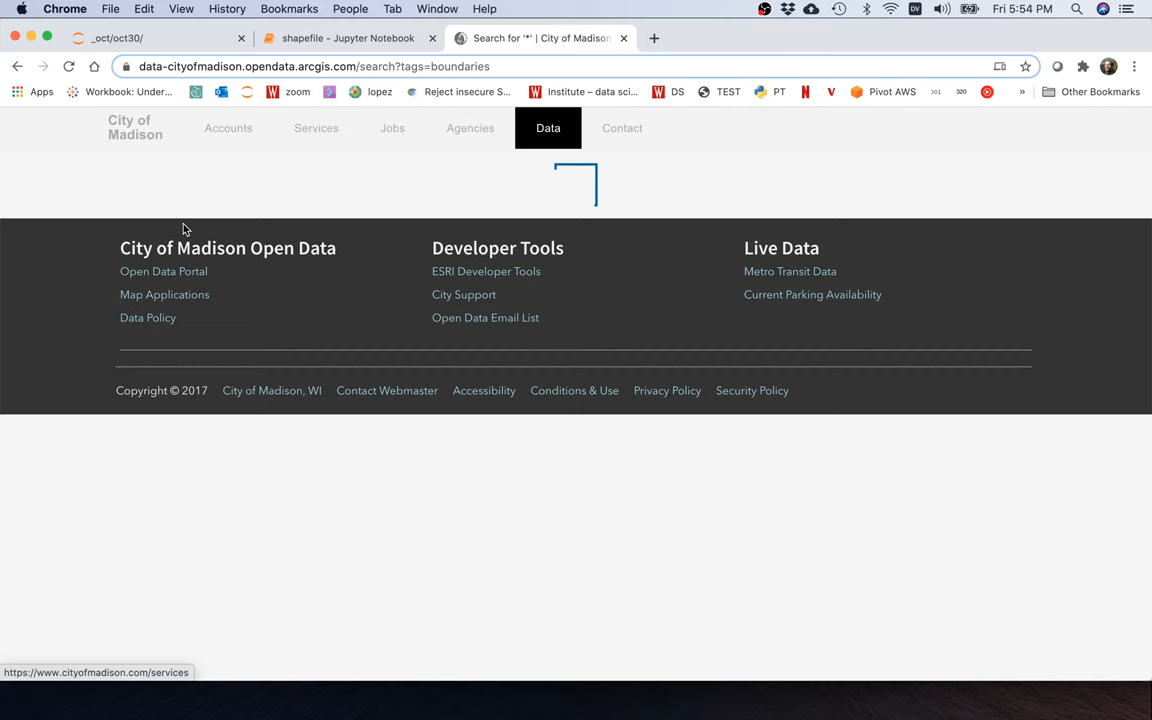 Chrome File Edit View History Bookmarks People Tab Window Help Fri 5:54 PM
_oct/oct30/ shapefile - Jupyter Notebook Search for '*' | City of Madison
data-cityofmadison.opendata.arcgis.com/search?tags=boundaries
Apps Workbook: Under... zoom lopez Reject insecure S... Institute – data sci... DS TEST PT Pivot AWS 301 320 » Other Bookmarks
City of
Madison
Accounts Services Jobs Agencies Data Contact
City of Madison Open Data Developer Tools Live Data
Open Data Portal ESRI Developer Tools Metro Transit Data
Map Applications City Support Current Parking Availability
Data Policy Open Data Email List
Copyright © 2017 City of Madison, WI Contact Webmaster Accessibility Conditions & Use Privacy Policy Security Policy
https://www.cityofmadison.com/services